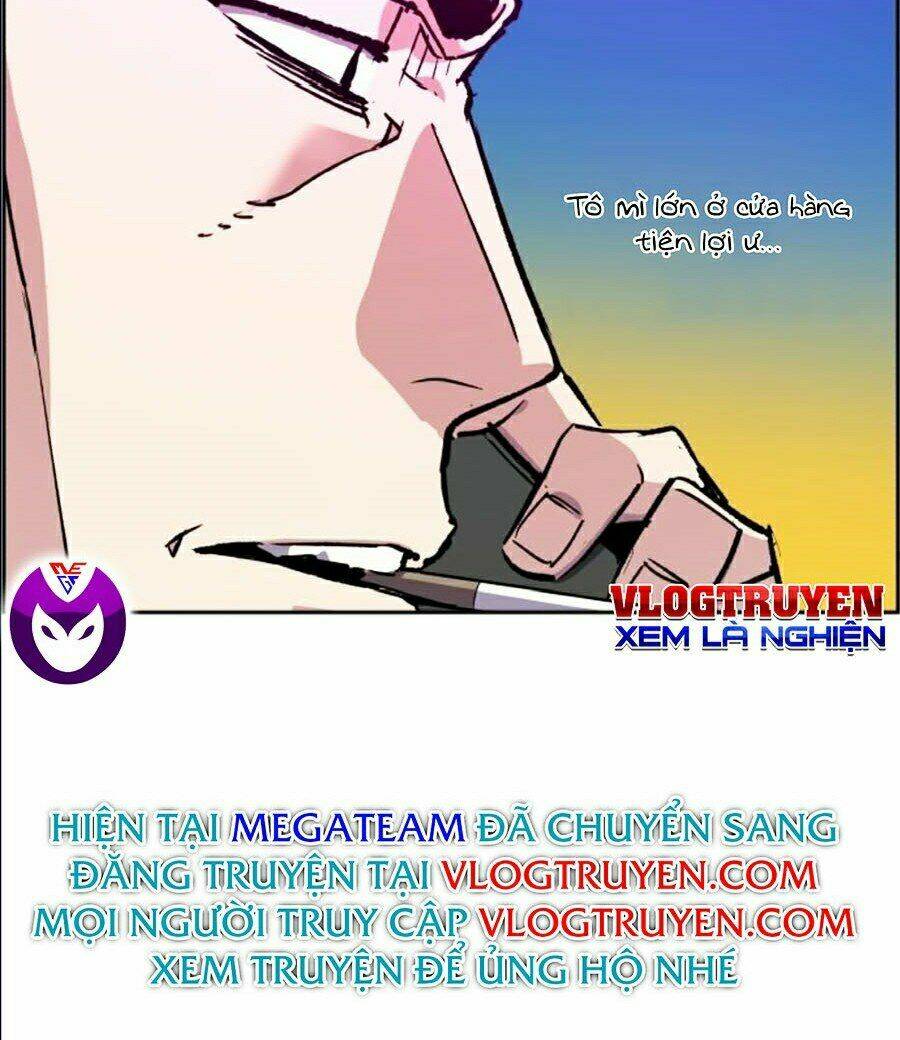 Tô mì lớn ở cửa hàng
tiện lợi ư...
VLOGTRUYEN
XEM LÀ NGHIỆN
HIỆN TẠI MEGATEAM ĐÃ CHUYỂN SANG
ĐĂNG TRUYỆN TẠI VLOGTRUYEN.COM
MỌI NGƯỜI TRUY CẬP VLOGTRUYEN.COM
XEM TRUYỆN ĐỂ ỦNG HỘ NHÉ